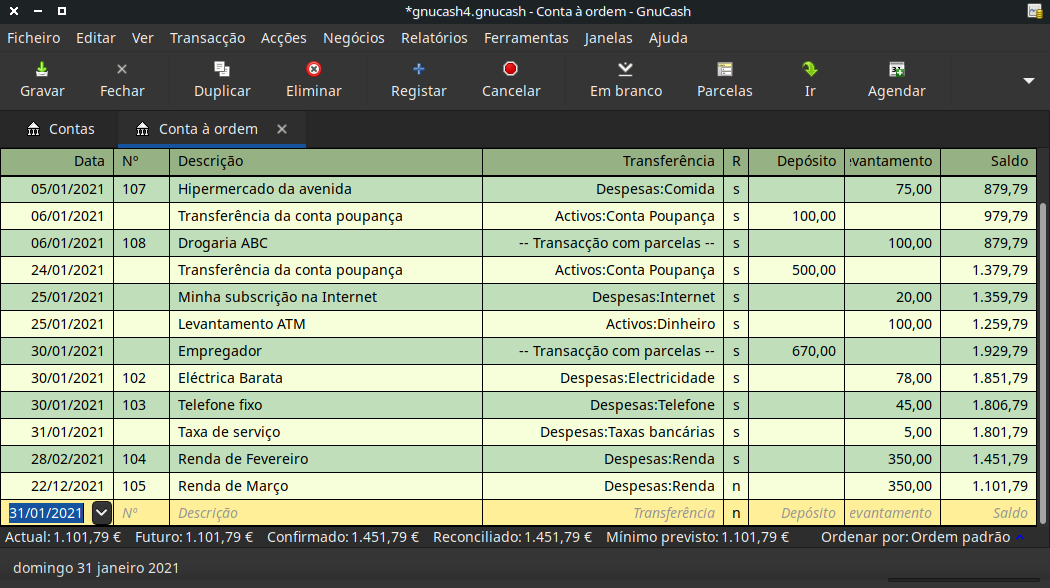 *gnucash4.gnucash - Conta à ordem - GnuCash
Ficheiro Editar Ver Transacção Acções Negócios Relatórios Ferramentas Janelas Ajuda
Gravar Fechar Duplicar Eliminar Registar Cancelar Em branco Parcelas Ir Agendar
Contas Conta à ordem
Data Nº Descrição Transferência R Depósito evantamento Saldo
05/01/2021 107 Hipermercado da avenida Despesas:Comida s 75,00 879,79
06/01/2021 Transferência da conta poupança Activos:Conta Poupança s 100,00 979,79
06/01/2021 108 Drogaria ABC -- Transacção com parcelas -- s 100,00 879,79
24/01/2021 Transferência da conta poupança Activos:Conta Poupança s 500,00 1.379,79
25/01/2021 Minha subscrição na Internet Despesas:Internet s 20,00 1.359,79
25/01/2021 Levantamento ATM Activos:Dinheiro s 100,00 1.259,79
30/01/2021 Empregador -- Transacção com parcelas -- s 670,00 1.929,79
30/01/2021 102 Eléctrica Barata Despesas:Electricidade s 78,00 1.851,79
30/01/2021 103 Telefone fixo Despesas:Telefone s 45,00 1.806,79
31/01/2021 Taxa de serviço Despesas:Taxas bancárias s 5,00 1.801,79
28/02/2021 104 Renda de Fevereiro Despesas:Renda s 350,00 1.451,79
22/12/2021 105 Renda de Março Despesas:Renda n 350,00 1.101,79
31/01/2021 Nº Descrição Transferência n Depósito evantamento Saldo
Actual: 1.101,79 € Futuro: 1.101,79 € Confirmado: 1.451,79 € Reconciliado: 1.451,79 € Mínimo previsto: 1.101,79 € Ordenar por: Ordem padrão
domingo 31 janeiro 2021